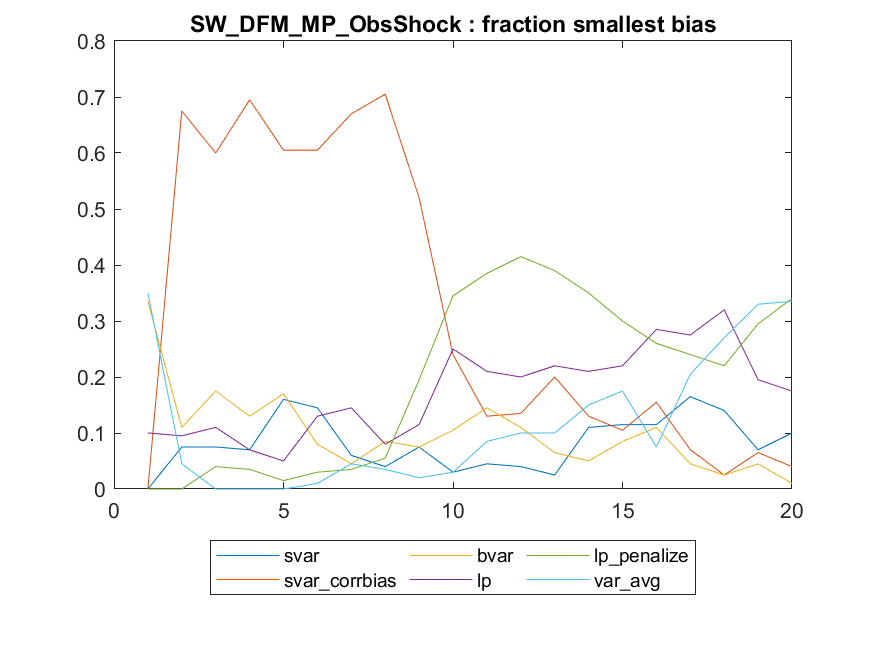 SW_DFM_MP_ObsShock : fraction smallest bias
0.8
0.7
0.6
0.5
0.4
0.3
0.2
0.1
0
0 5 10 15 20
svar bvar lp_penalize
svar_corrbias lp var_avg